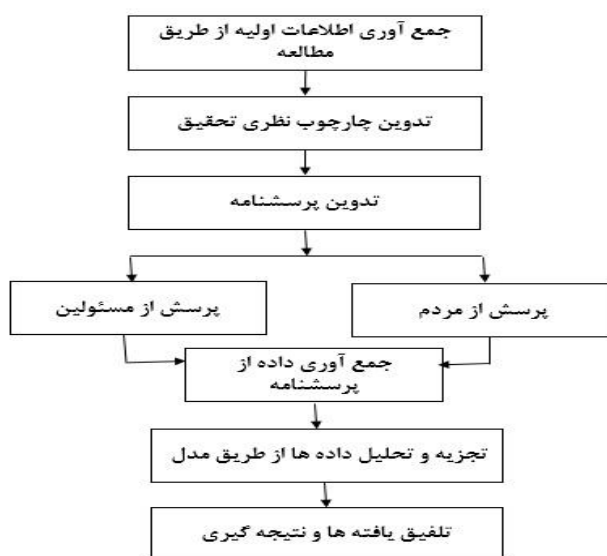 جمع آوری اطلاعات اولیه از طریق
مطالعه
تدوین چارچوب نظری تحقیق
تدوین پرسشنامه
پرسش از مردم
پرسش از مسئولین
جمع آوری داده از
پرسشنامه
تجزیه و تحلیل داده ها از طریق مدل
تلفیق یافته ها و نتیجه گیری